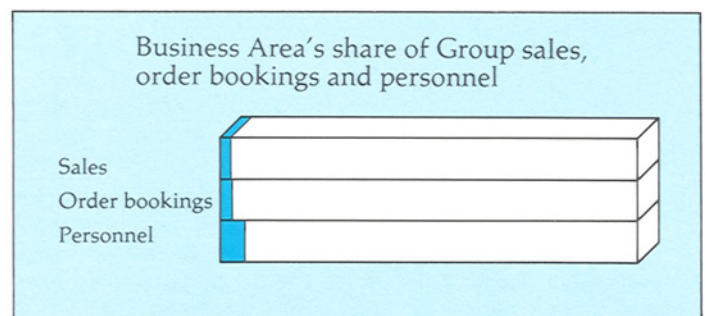 Business Area's share of Group sales,
order bookings and personnel
Sales
Order bookings
Personnel